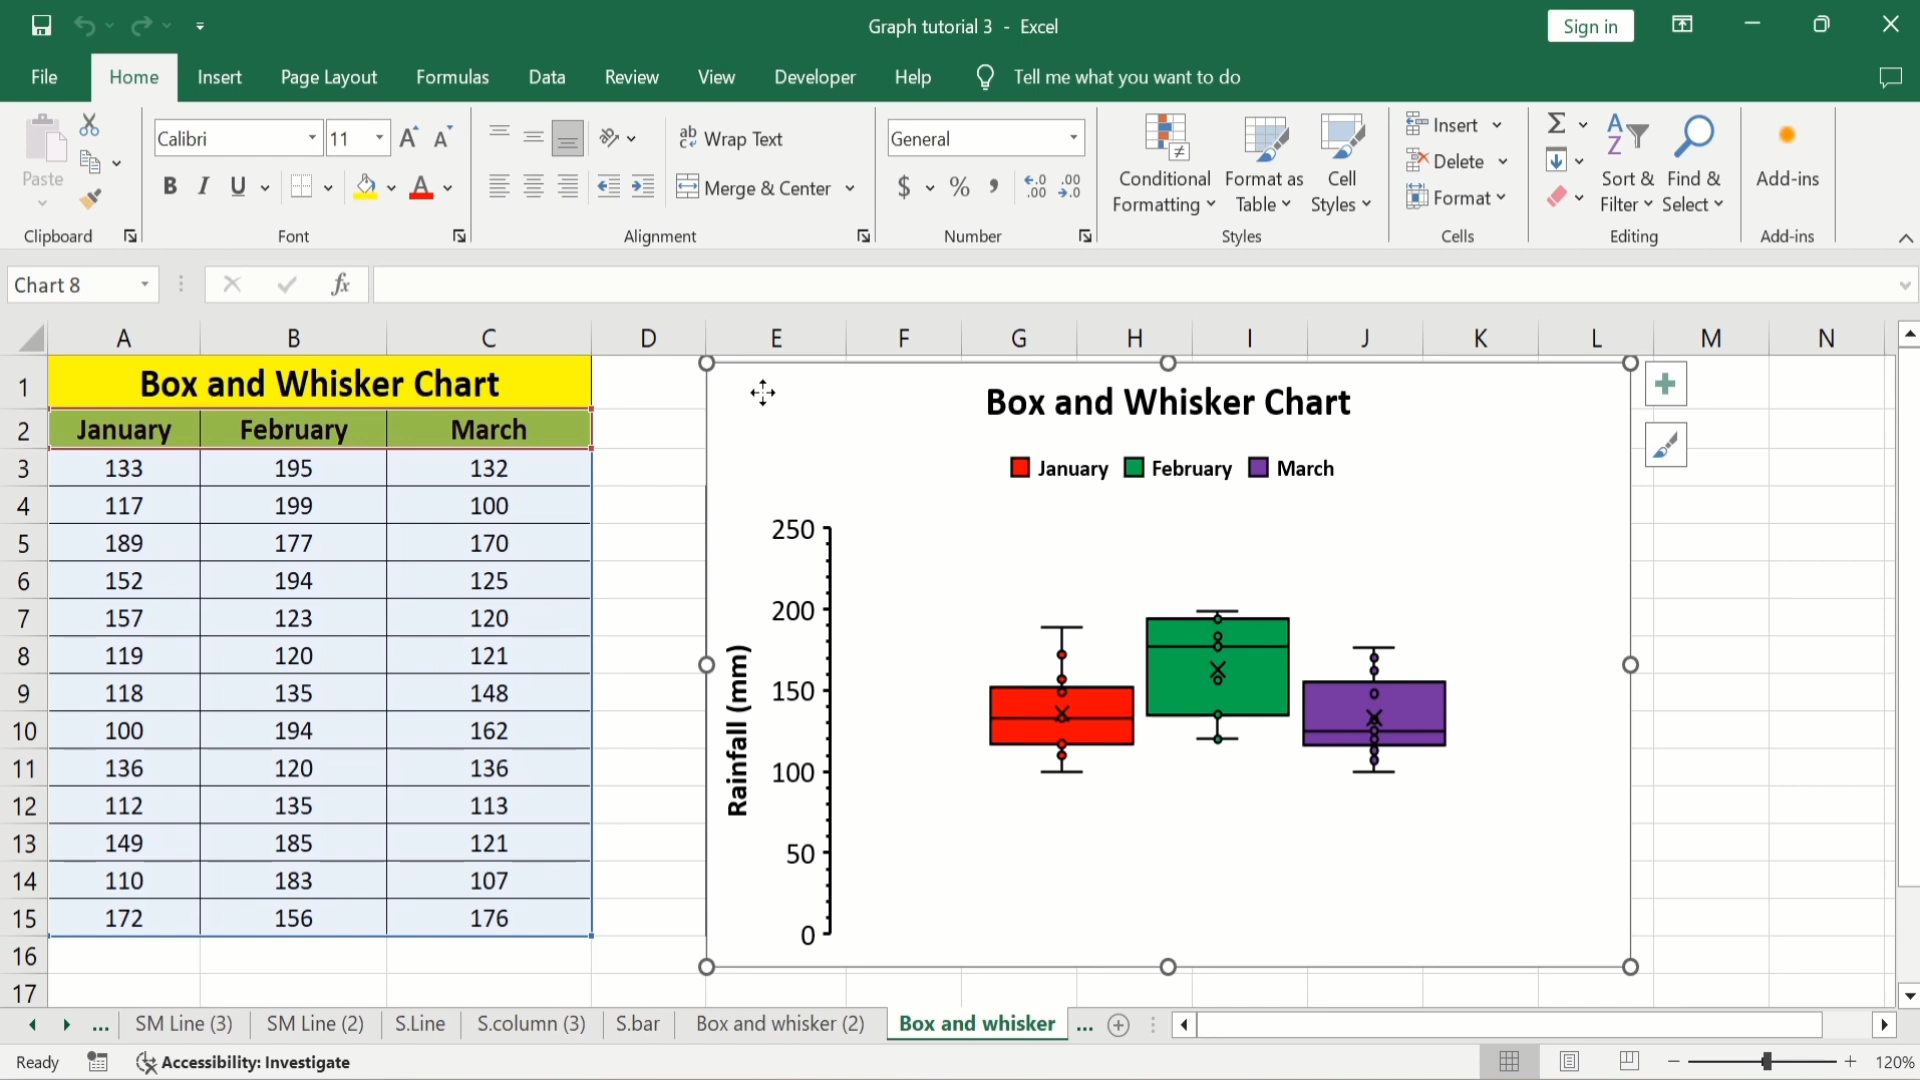 Graph tutorial 3 - Excel
Sign in
File Home Insert Page Layout Formulas Data Review View Developer Help Tell me what you want to do
Paste
Clipboard
Calibri 11
B I U
Font
Wrap Text
Merge & Center
Alignment
General
$ % ,
Number
Conditional Formatting
Format as Table
Cell Styles
Styles
Insert
Delete
Format
Cells
Sort & Filter
Find & Select
Editing
Add-ins
Add-ins
Chart 8
fx
A B C D E F G H I J K L M N
1 Box and Whisker Chart
2 January February March
3 133 195 132
4 117 199 100
5 189 177 170
6 152 194 125
7 157 123 120
8 119 120 121
9 118 135 148
10 100 194 162
11 136 120 136
12 112 135 113
13 149 185 121
14 110 183 107
15 172 156 176
16
17
Box and Whisker Chart
January February March
Rainfall (mm)
250
200
150
100
50
0
... SM Line (3) SM Line (2) S.Line S.column (3) S.bar Box and whisker (2) Box and whisker ...
Ready Accessibility: Investigate 120%